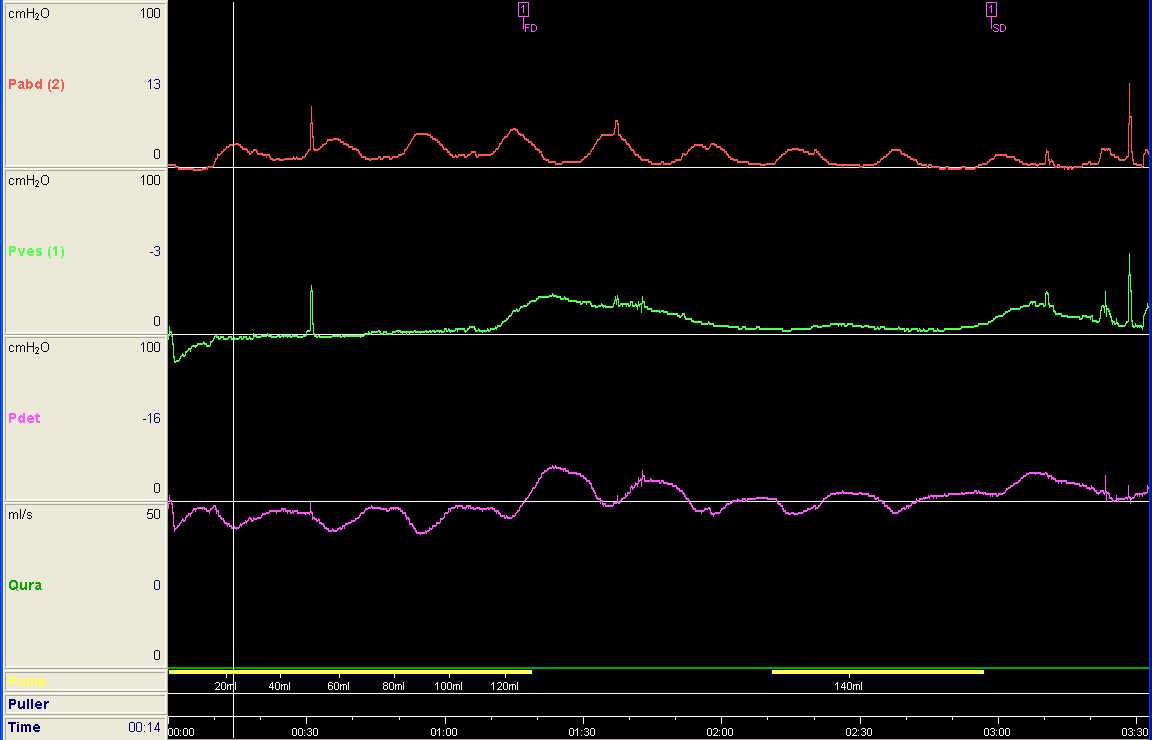 cmH2O 100
1 1
FD SD
Pabd (2) 13
0
cmH2O 100
Pves (1) -3
0
cmH2O 100
Pdet -16
0
ml/s 50
Qura 0
0
20ml 40ml 60ml 80ml 100ml 120ml 140ml
Puller
Time 00:14
00:00 00:30 01:00 01:30 02:00 02:30 03:00 03:30